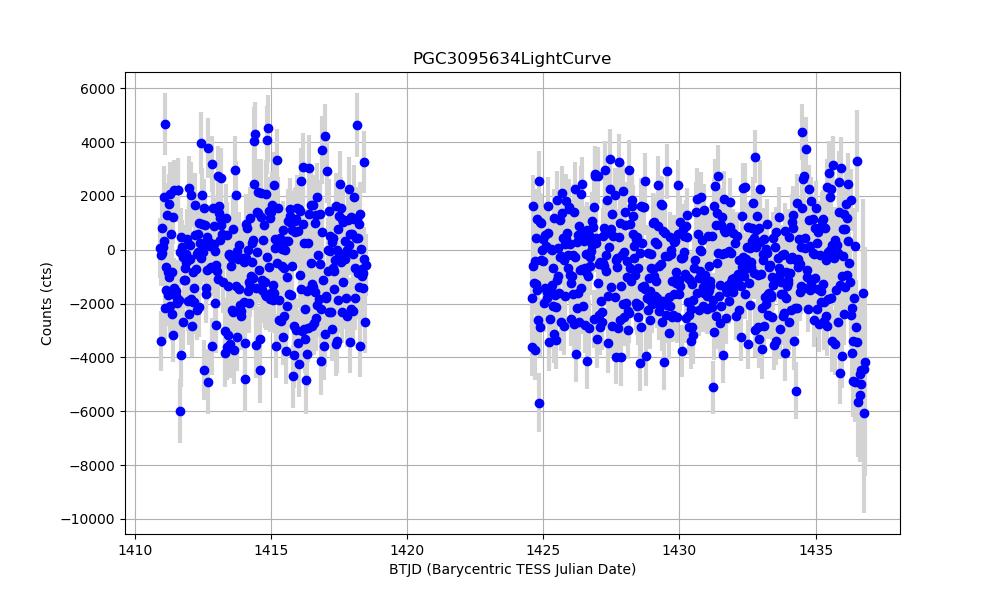 PGC3095634LightCurve
6000
4000
2000
0
−2000
−4000
−6000
−8000
−10000
Counts (cts)
1410 1415 1420 1425 1430 1435
BTJD (Barycentric TESS Julian Date)